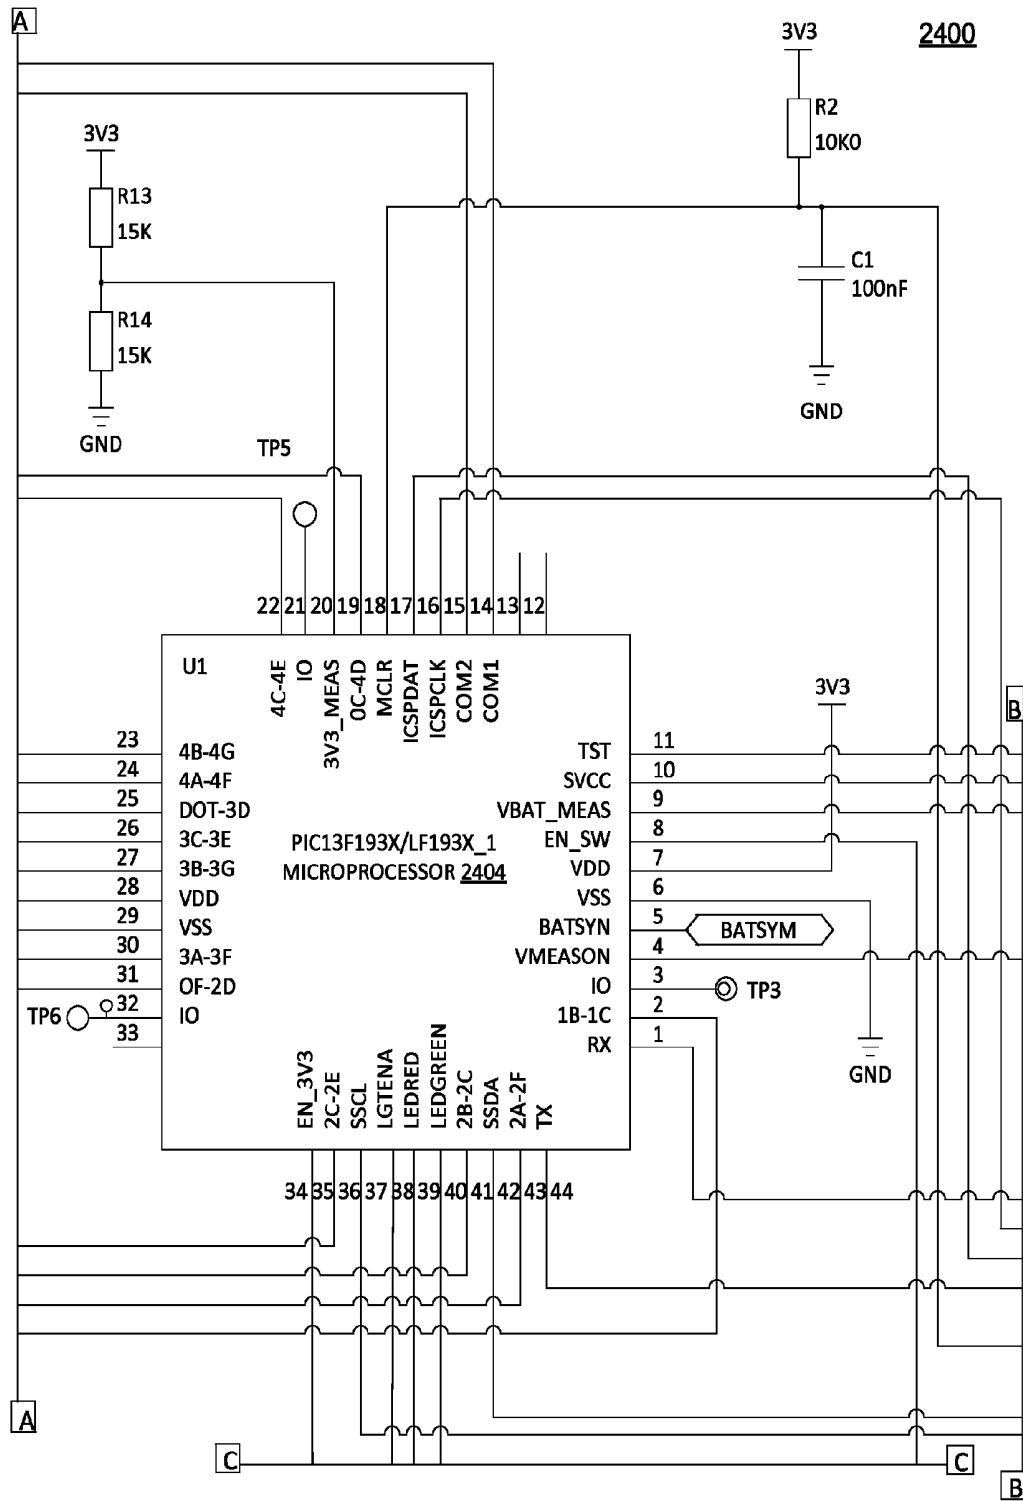 A
2400
3V3
R2
10K0
3V3
R13
15K
C1
100nF
R14
15K
GND
GND
TP5
22 21 20 19 18 17 16 15 14 13 12
U1
4C-4E
IO
3V3_MEAS
0C-4D
MCLR
ICSPDAT
ICSPCLK
COM2
COM1
3V3
B
23 4B-4G
24 4A-4F
25 DOT-3D
26 3C-3E
27 3B-3G
28 VDD
29 VSS
30 3A-3F
31 OF-2D
TP6 32 IO
33
PIC13F193X/LF193X_1
MICROPROCESSOR 2404
TST 11
SVCC 10
VBAT_MEAS 9
EN_SW 8
VDD 7
VSS 6
BATSYN 5 BATSYM
VMEASON 4
IO 3 TP3
1B-1C 2
RX 1
GND
EN_3V3
2C-2E
SSCL
LGTENA
LEDRED
LEDGREEN
2B-2C
SSDA
2A-2F
TX
34 35 36 37 38 39 40 41 42 43 44
A
C
C
B